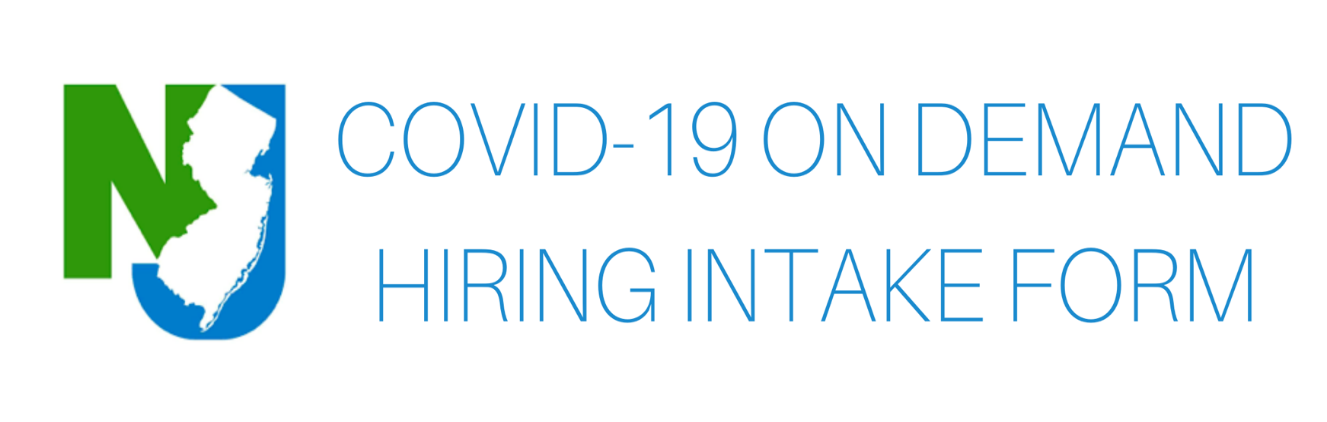 NJ
COVID-19 ON DEMAND
HIRING INTAKE FORM